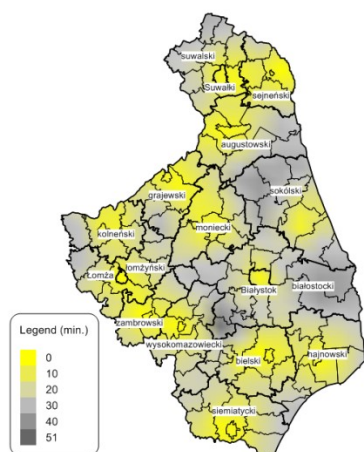 suwalski
Suwałki
sejneński
augustowski
sokólski
grajewski
moniecki
kolneński
łomżyński
Łomża
Białystok
białostocki
zambrowski
wysokomazowiecki
bielski
hajnowski
siemiatycki
Legend (min.)
0
10
20
30
40
51